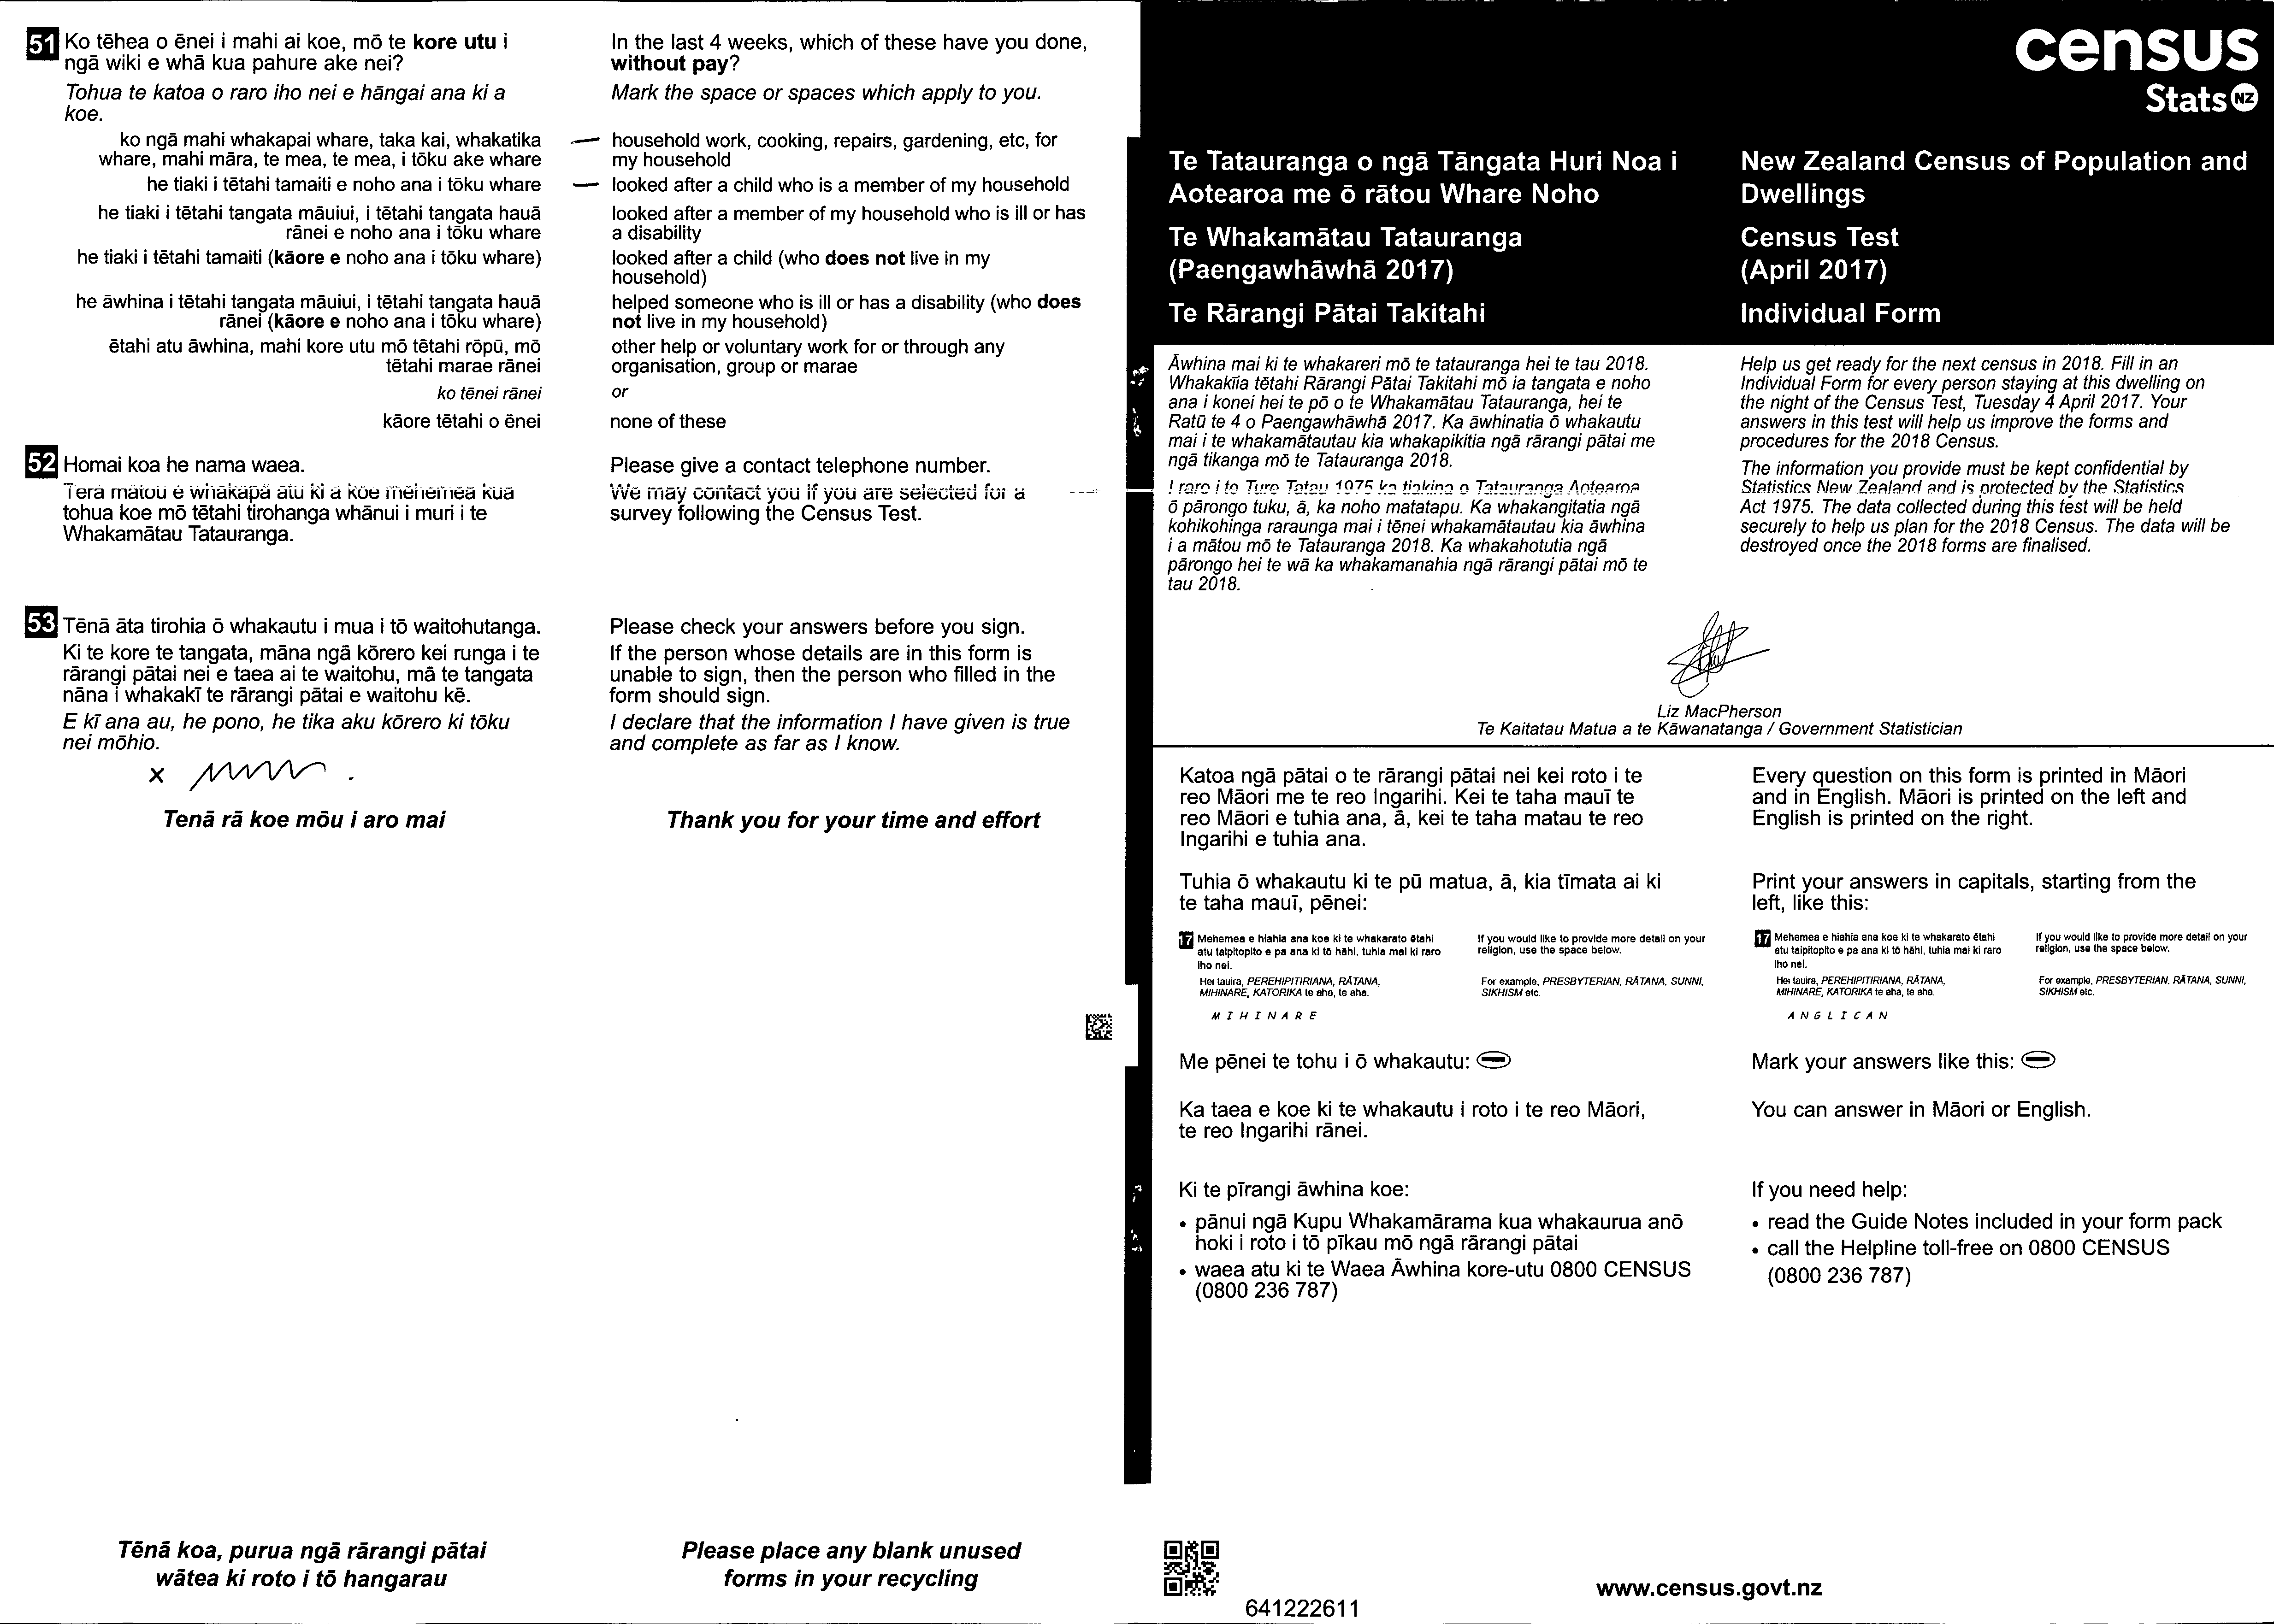 51 Ko tēhea o ēnei i mahi ai koe, mō te kore utu i
ngā wiki e whā kua pahure ake nei?
Tohua te katoa o raro iho nei e hāngai ana ki a
koe.
In the last 4 weeks, which of these have you done,
without pay?
Mark the space or spaces which apply to you.
ko ngā mahi whakapai whare, taka kai, whakatika
whare, mahi māra, te mea, te mea, i tōku ake whare
household work, cooking, repairs, gardening, etc, for
my household
he tiaki i tētahi tamaiti e noho ana i tōku whare
looked after a child who is a member of my household
he tiaki i tētahi tangata māuiui, i tētahi tangata hauā
rānei e noho ana i tōku whare
looked after a member of my household who is ill or has
a disability
he tiaki i tētahi tamaiti (kāore e noho ana i tōku whare)
looked after a child (who does not live in my
household)
he āwhina i tētahi tangata māuiui, i tētahi tangata hauā
rānei (kāore e noho ana i tōku whare)
helped someone who is ill or has a disability (who does
not live in my household)
ētahi atu āwhina, mahi kore utu mō tētahi rōpū, mō
tētahi marae rānei
other help or voluntary work for or through any
organisation, group or marae
ko tēnei rānei
or
kāore tētahi o ēnei
none of these
52 Homai koa he nama waea.
Terā mātou e whakapā atu ki a koe mehemea kua
tohua koe mō tētahi tirohanga whānui i muri i te
Whakamātau Tatauranga.
Please give a contact telephone number.
We may contact you if you are selected for a
survey following the Census Test.
53 Tēnā āta tirohia ō whakautu i mua i tō waitohutanga.
Ki te kore te tangata, māna ngā kōrero kei runga i te
rārangi pātai nei e taea ai te waitohu, mā te tangata
nāna i whakakī te rārangi pātai e waitohu kē.
E kī ana au, he pono, he tika aku kōrero ki tōku
nei mōhio.
Please check your answers before you sign.
If the person whose details are in this form is
unable to sign, then the person who filled in the
form should sign.
I declare that the information I have given is true
and complete as far as I know.
x
Tenā rā koe mōu i aro mai
Thank you for your time and effort
Tēnā koa, purua ngā rārangi pātai
wātea ki roto i tō hangarau
Please place any blank unused
forms in your recycling
census
Stats NZ
Te Tatauranga o ngā Tāngata Huri Noa i
Aotearoa me ō rātou Whare Noho
Te Whakamātau Tatauranga
(Paengawhāwhā 2017)
Te Rārangi Pātai Takitahi
New Zealand Census of Population and
Dwellings
Census Test
(April 2017)
Individual Form
Āwhina mai ki te whakareri mō te tatauranga hei te tau 2018.
Whakakīia tētahi Rārangi Pātai Takitahi mō ia tangata e noho
ana i konei hei te pō o te Whakamātau Tatauranga, hei te
Ratū te 4 o Paengawhāwhā 2017. Ka āwhinatia ō whakautu
mai i te whakamātautau kia whakapikitia ngā rārangi pātai me
ngā tikanga mō te Tatauranga 2018.
I raro i te Ture Tatau 1975 ka tiakina e Tatauranga Aotearoa
ō pārongo tuku, ā, ka noho matatapu. Ka whakangitatia ngā
kohikohinga raraunga mai i tēnei whakamātautau kia āwhina
i a mātou mō te Tatauranga 2018. Ka whakahotutia ngā
pārongo hei te wā ka whakamanahia ngā rārangi pātai mō te
tau 2018.
Help us get ready for the next census in 2018. Fill in an
Individual Form for every person staying at this dwelling on
the night of the Census Test, Tuesday 4 April 2017. Your
answers in this test will help us improve the forms and
procedures for the 2018 Census.
The information you provide must be kept confidential by
Statistics New Zealand and is protected by the Statistics
Act 1975. The data collected during this test will be held
securely to help us plan for the 2018 Census. The data will be
destroyed once the 2018 forms are finalised.
Liz MacPherson
Te Kaitatau Matua a te Kāwanatanga / Government Statistician
Katoa ngā pātai o te rārangi pātai nei kei roto i te
reo Māori me te reo Ingarihi. Kei te taha mauī te
reo Māori e tuhia ana, ā, kei te taha matau te reo
Ingarihi e tuhia ana.
Every question on this form is printed in Māori
and in English. Māori is printed on the left and
English is printed on the right.
Tuhia ō whakautu ki te pū matua, ā, kia tīmata ai ki
te taha mauī, pēnei:
Print your answers in capitals, starting from the
left, like this:
17 Mehemea e hiahia ana koe ki te whakarato ētahi
atu taipitopito e pa ana ki tō hāhi, tuhia mai ki raro
iho nei.
Hei tauira, PEREHIPITIRIANA, RĀTANA,
MIHINARE, KATORIKA te aha, te aha.
If you would like to provide more detail on your
religion, use the space below.
For example, PRESBYTERIAN, RĀTANA, SUNNI,
SIKHISM etc.
MIHINARE
17 Mehemea e hiahia ana koe ki te whakarato ētahi
atu taipitopito e pa ana ki tō hāhi, tuhia mai ki raro
iho nei.
Hei tauira, PEREHIPITIRIANA, RĀTANA,
MIHINARE, KATORIKA te aha, te aha.
If you would like to provide more detail on your
religion, use the space below.
For example, PRESBYTERIAN, RĀTANA, SUNNI,
SIKHISM etc.
ANGLICAN
Me pēnei te tohu i ō whakautu:
Mark your answers like this:
Ka taea e koe ki te whakautu i roto i te reo Māori,
te reo Ingarihi rānei.
You can answer in Māori or English.
Ki te pīrangi āwhina koe:
• pānui ngā Kupu Whakamārama kua whakaurua anō
hoki i roto i tō pīkau mō ngā rārangi pātai
• waea atu ki te Waea Āwhina kore-utu 0800 CENSUS
(0800 236 787)
If you need help:
• read the Guide Notes included in your form pack
• call the Helpline toll-free on 0800 CENSUS
(0800 236 787)
641222611
www.census.govt.nz